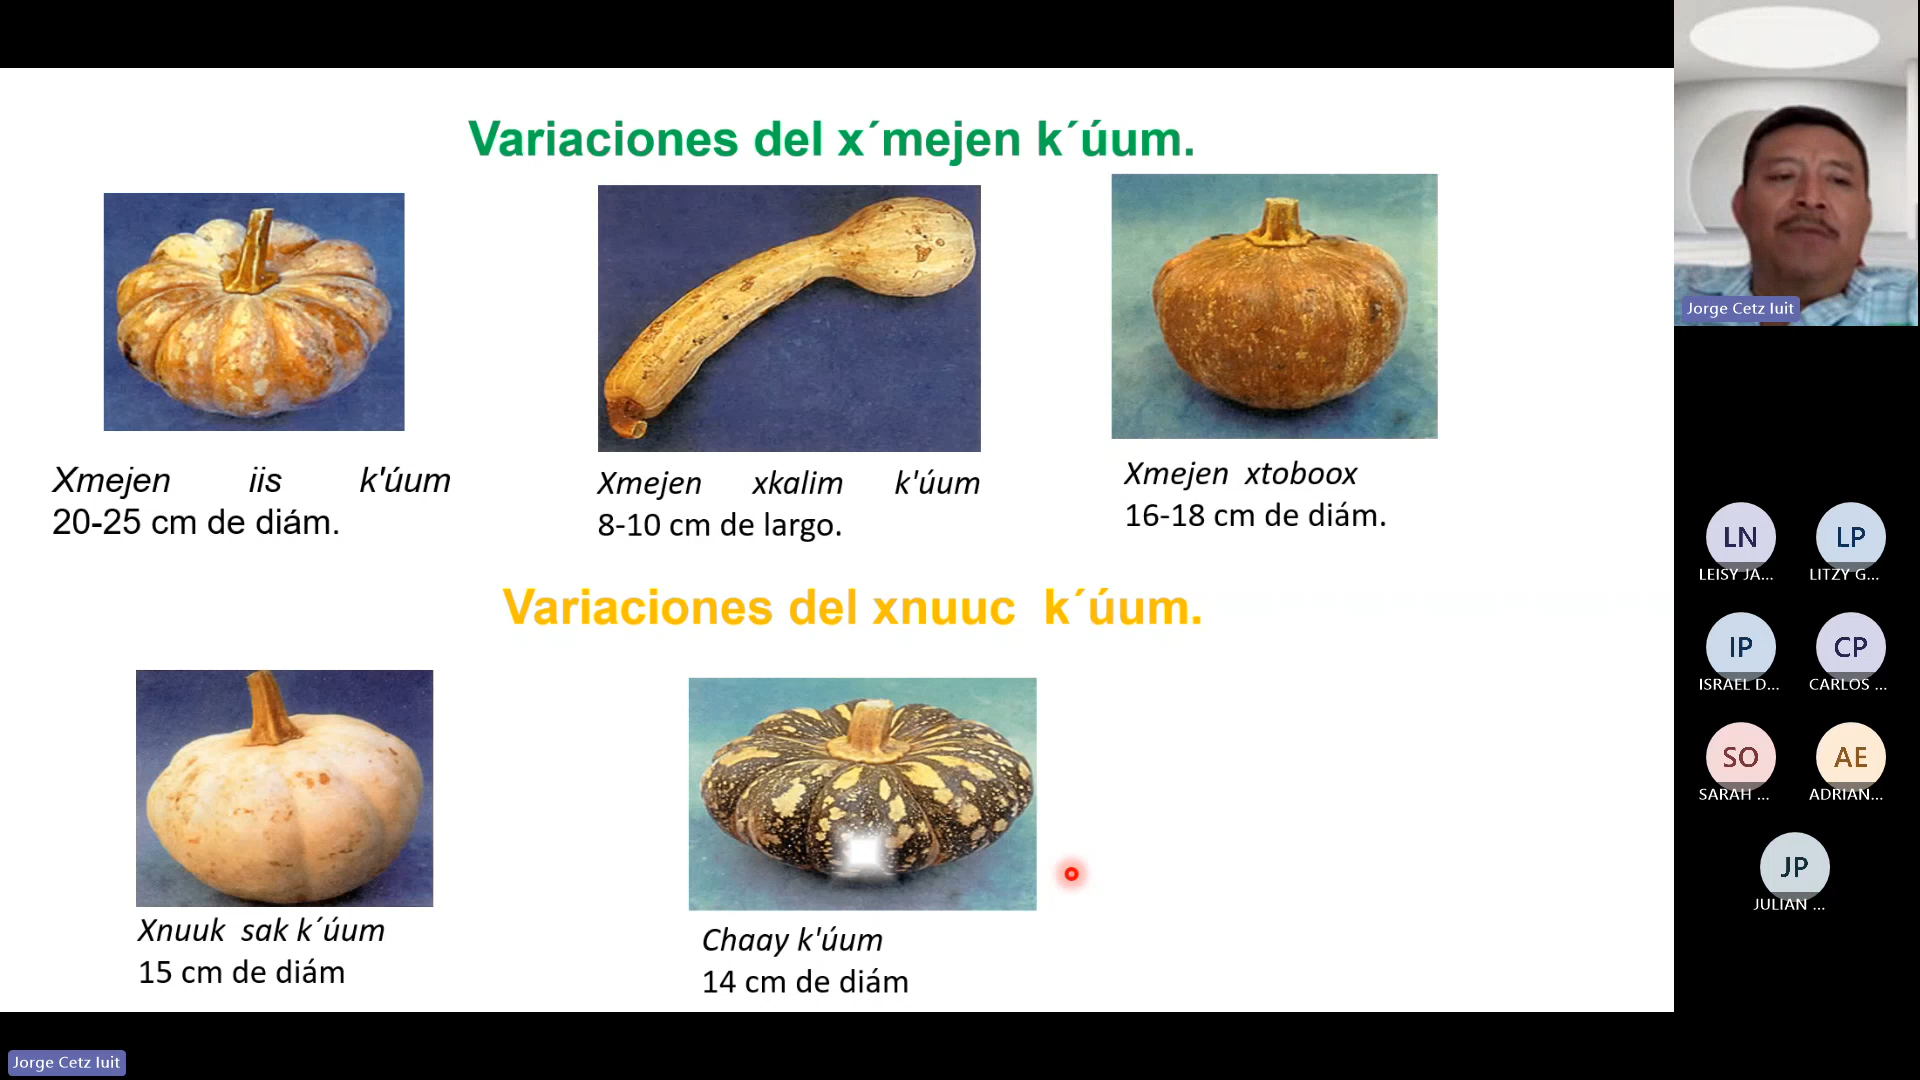 Variaciones del x´mejen k´úum.
Xmejen iis k'úum
20-25 cm de diám.
Xmejen xkalim k'úum
8-10 cm de largo.
Xmejen xtoboox
16-18 cm de diám.
Variaciones del xnuuc k´úum.
Xnuuk sak k´úum
15 cm de diám
Chaay k'úum
14 cm de diám
Jorge Cetz Iuit
LN
LEISY JA...
LP
LITZY G...
IP
ISRAEL D...
CP
CARLOS ...
SO
SARAH ...
AE
ADRIAN...
JP
JULIAN ...
Jorge Cetz Iuit